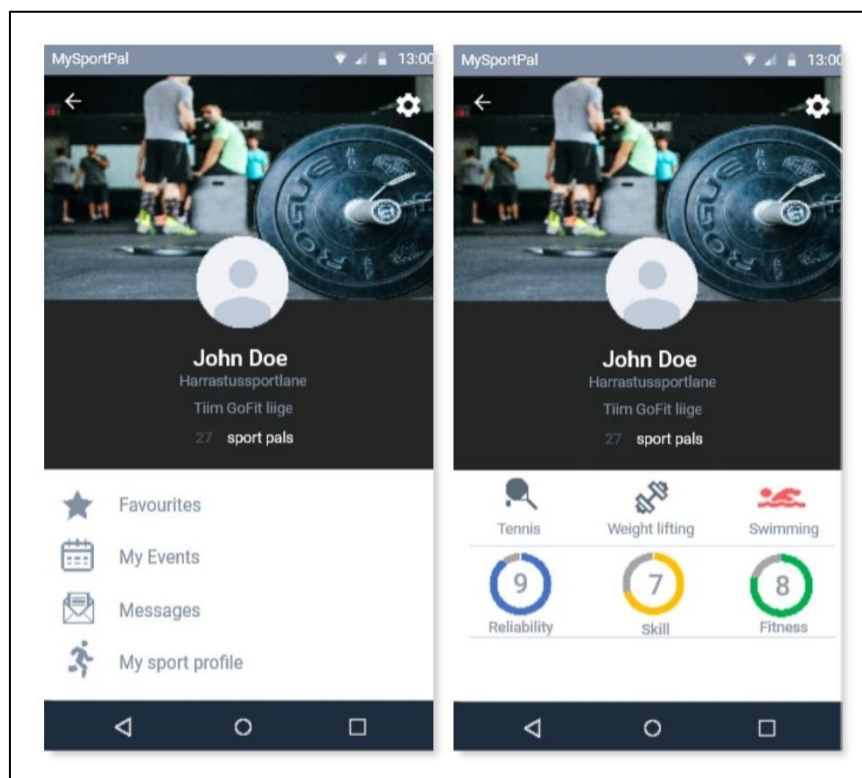 MySportPal 13:00
ROGUE
John Doe
Harrastussportlane
Tiim GoFit liige
27 sport pals
Favourites
My Events
Messages
My sport profile
MySportPal 13:00
ROGUE
John Doe
Harrastussportlane
Tiim GoFit liige
27 sport pals
Tennis Weight lifting Swimming
9 7 8
Reliability Skill Fitness